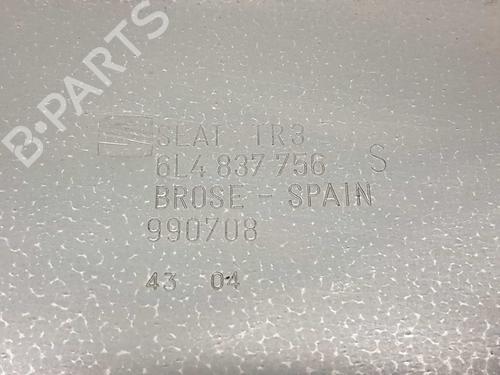 B-PARTS
SEAT TR3
6L4 837 756 S
BROSE - SPAIN
990708
43 04